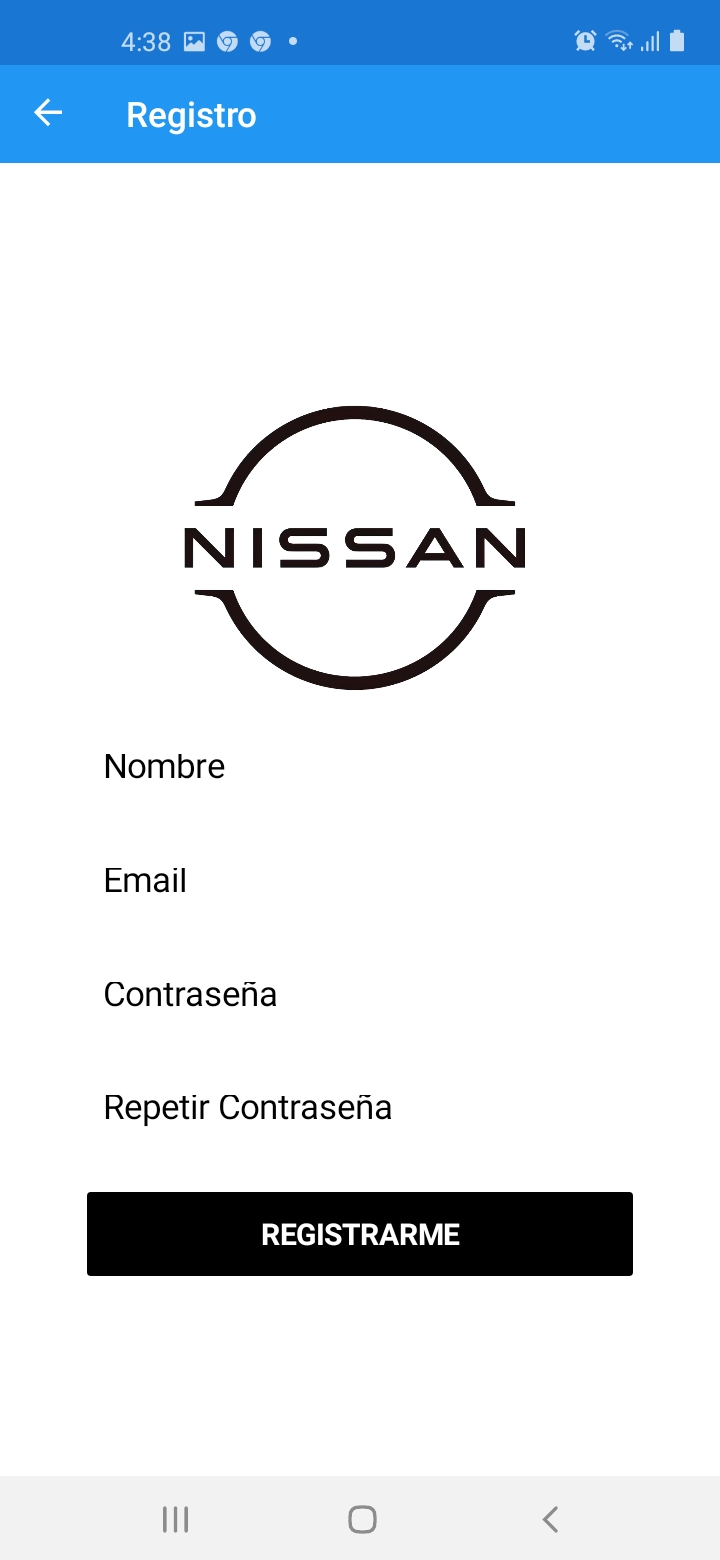 4:38
Registro
NISSAN
Nombre
Email
Contraseña
Repetir Contraseña
REGISTRARME